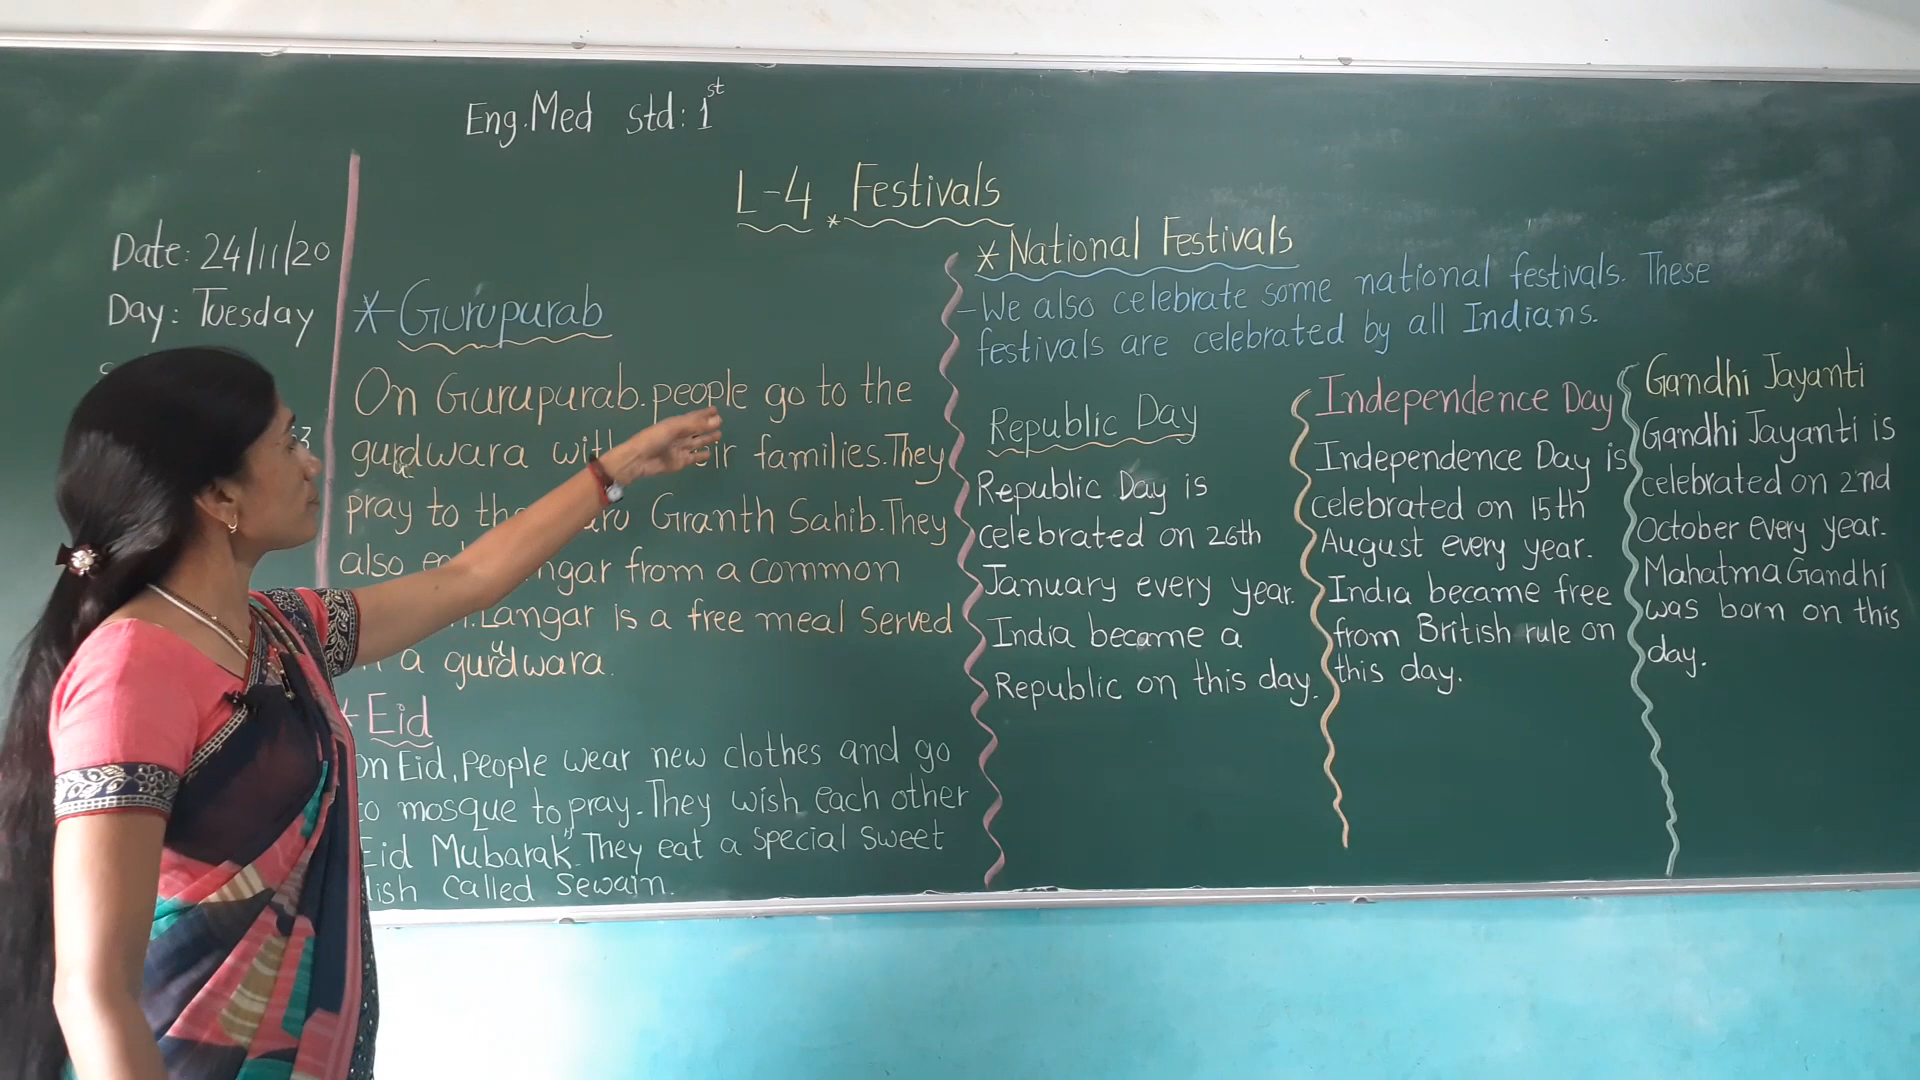 Eng.Med std: 1st
L-4 Festivals
Date: 24/11/20
Day: Tuesday
* Gurupurab
On Gurupurab.people go to the
gurdwara families.They
pray to Granth Sahib.They
also from a common
Langar is a free meal served
a gurdwara.
Eid
on Eid, People wear new clothes and go
to mosque to pray. They wish each other
"Eid Mubarak". They eat a special sweet
called Sewain.
* National Festivals
- We also celebrate some national festivals. These
festivals are celebrated by all Indians.
Republic Day
Republic Day is
celebrated on 26th
January every year.
India became a
Republic on this day.
Independence Day
Independence Day is
celebrated on 15th
August every year.
India became free
from British rule on
this day.
Gandhi Jayanti
Gandhi Jayanti is
celebrated on 2nd
October every year.
Mahatma Gandhi
was born on this
day.